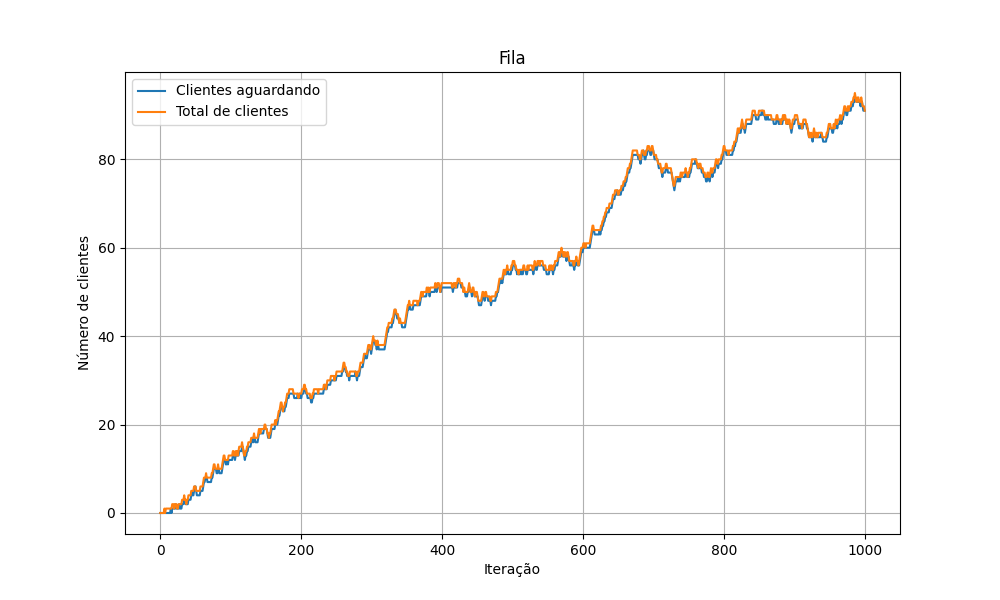 Fila
Clientes aguardando
Total de clientes
Número de clientes
80
60
40
20
0
0 200 400 600 800 1000
Iteração